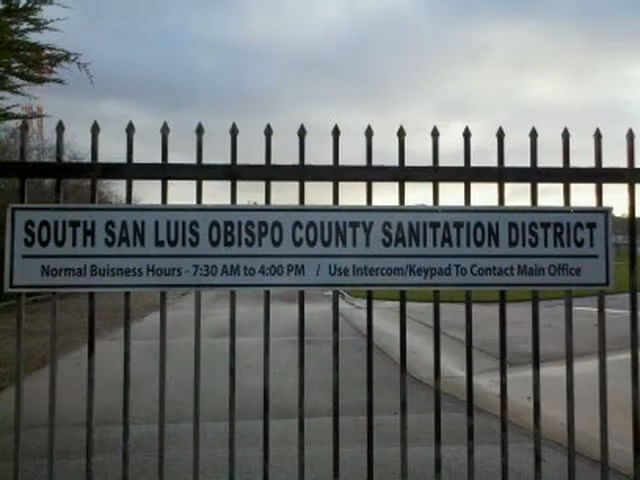 SOUTH SAN LUIS OBISPO COUNTY SANITATION DISTRICT
Normal Buisness Hours - 7:30 AM to 4:00 PM / Use Intercom/Keypad To Contact Main Office